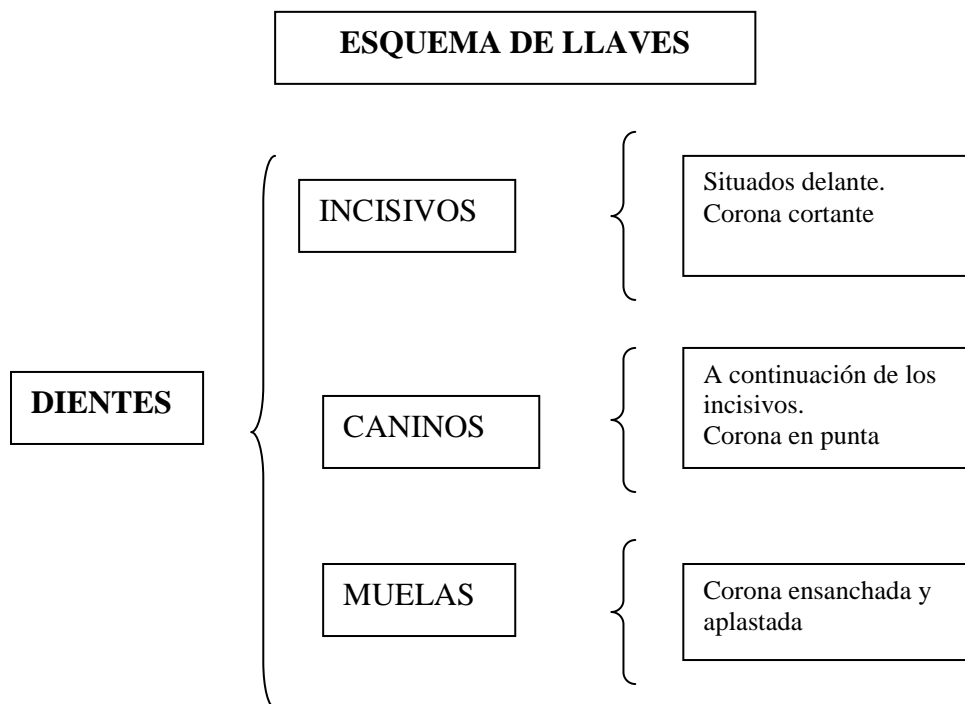 ESQUEMA DE LLAVES
INCISIVOS
Situados delante.
Corona cortante
DIENTES
CANINOS
A continuación de los
incisivos.
Corona en punta
MUELAS
Corona ensanchada y
aplastada